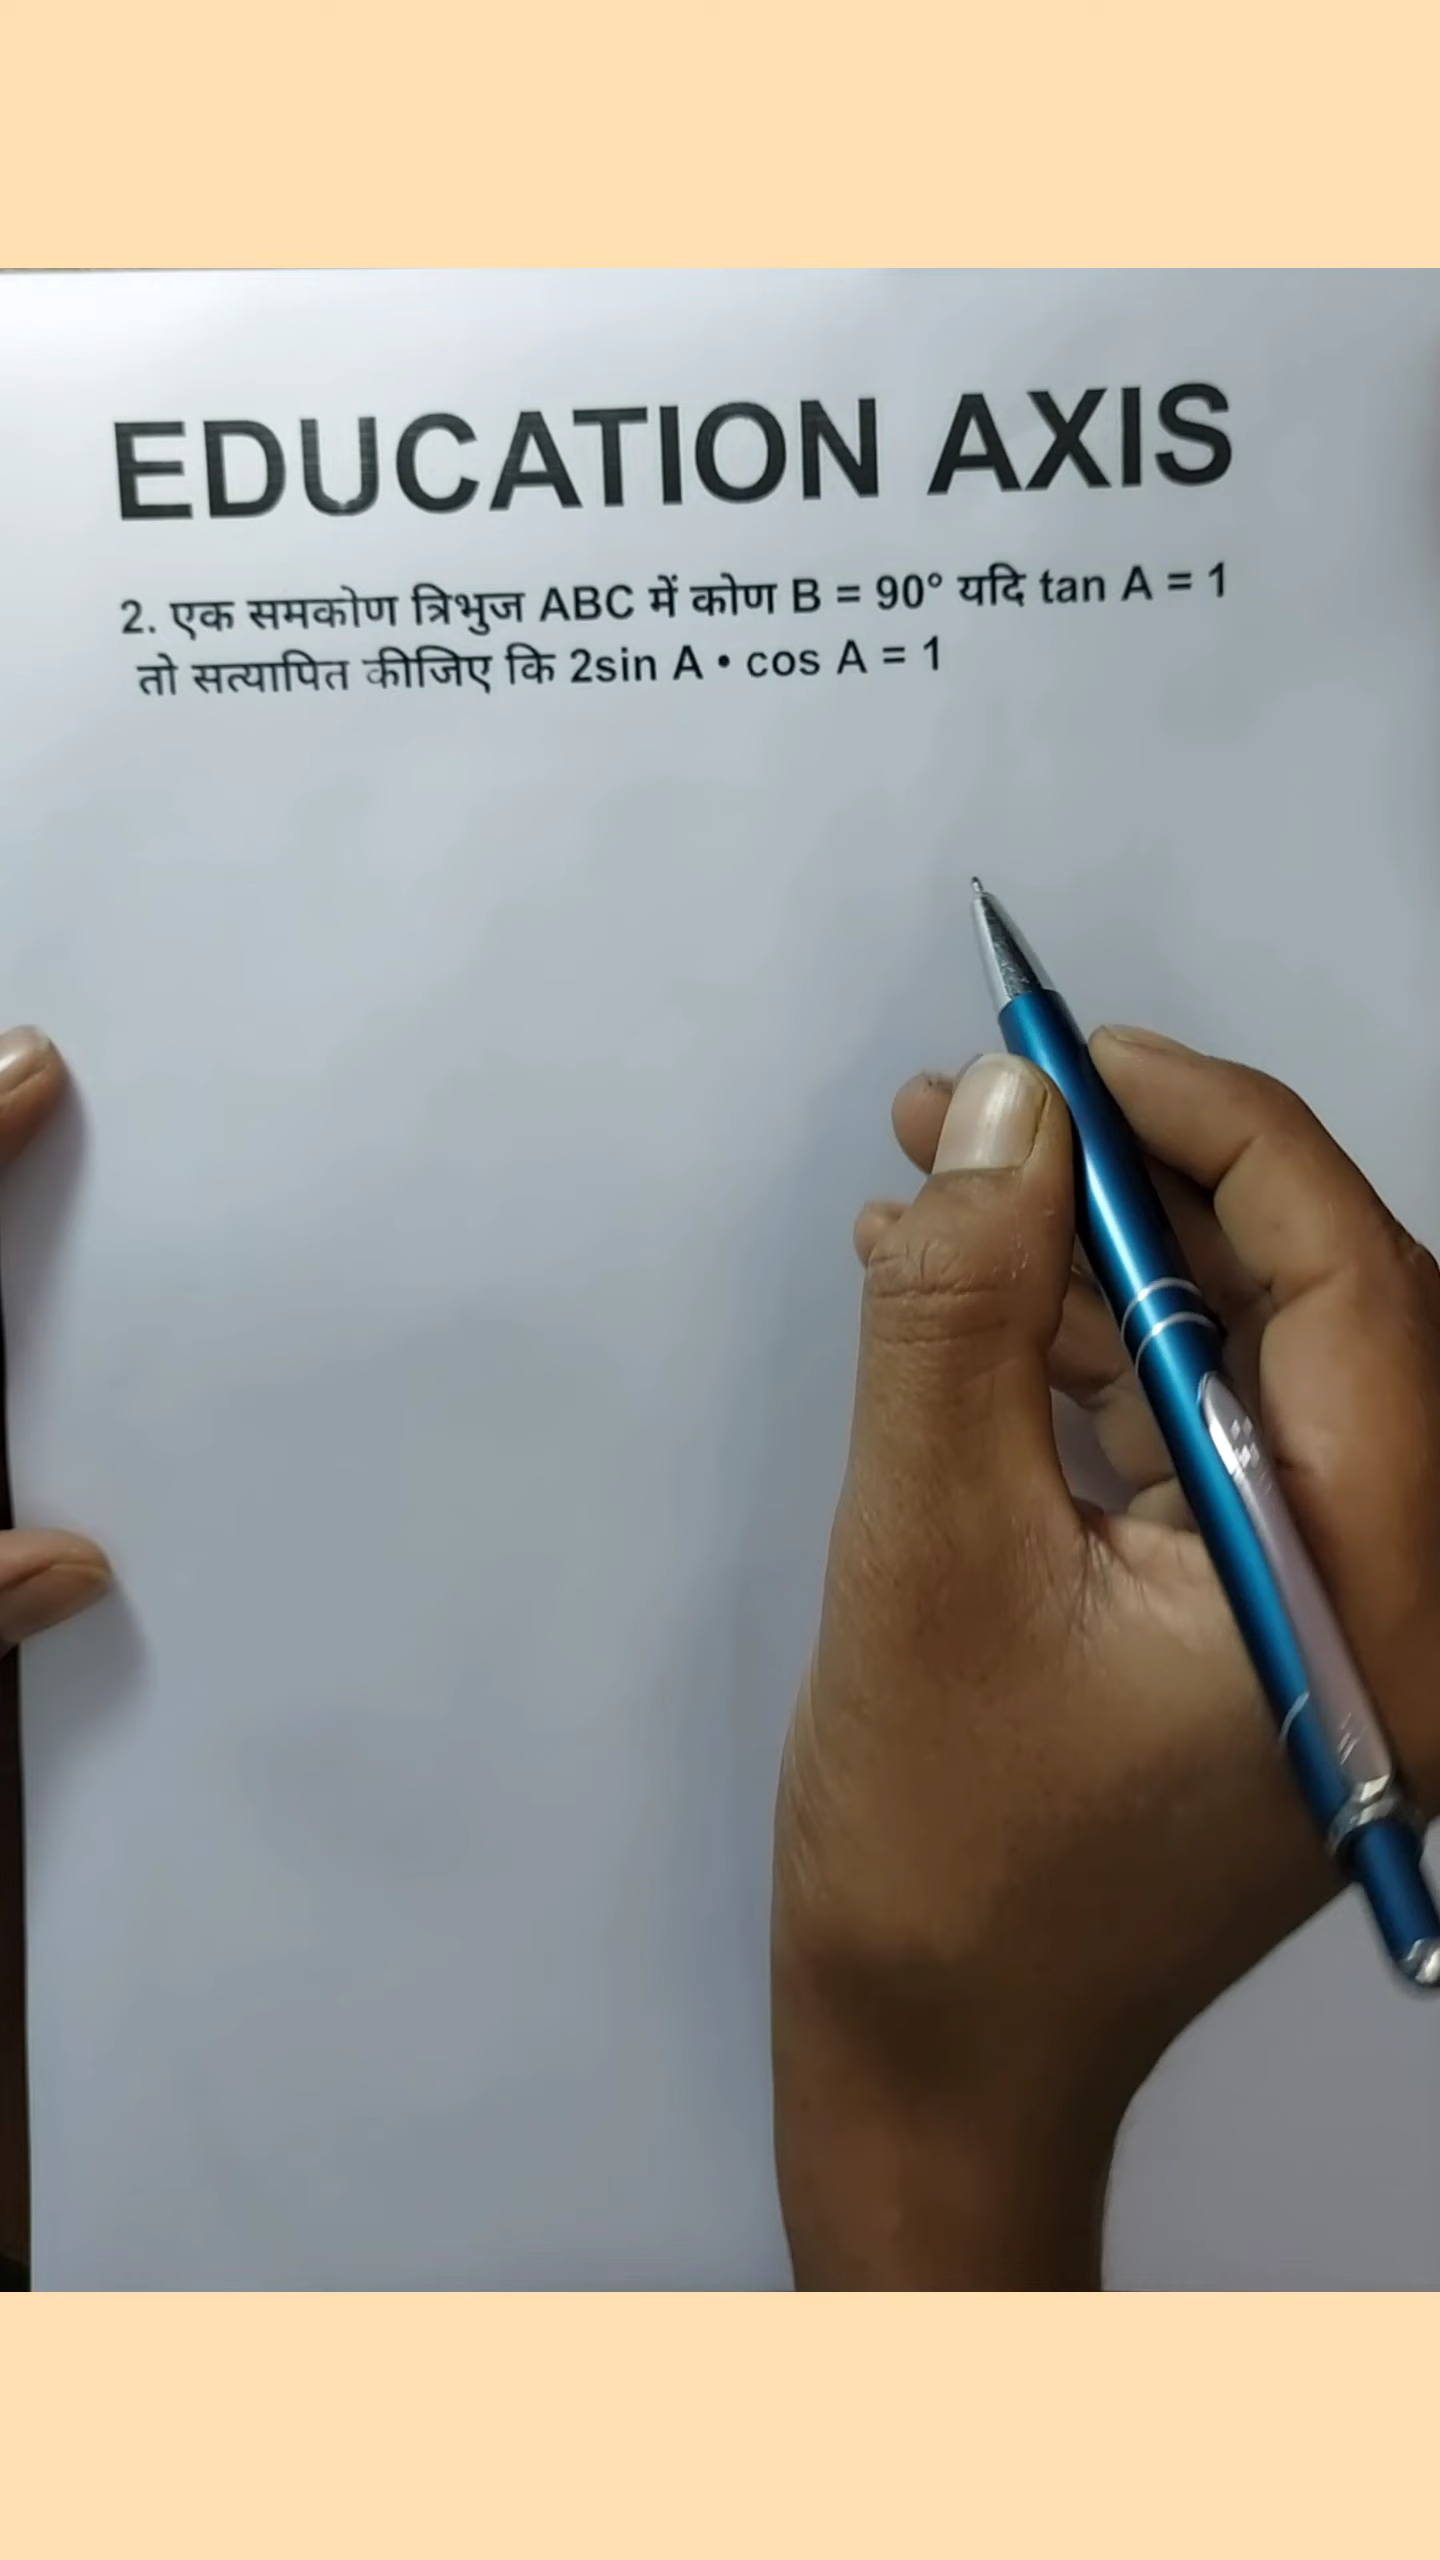 EDUCATION AXIS
2. एक समकोण त्रिभुज ABC में कोण B = 90° यदि tan A = 1
तो सत्यापित कीजिए कि 2sin A • cos A = 1